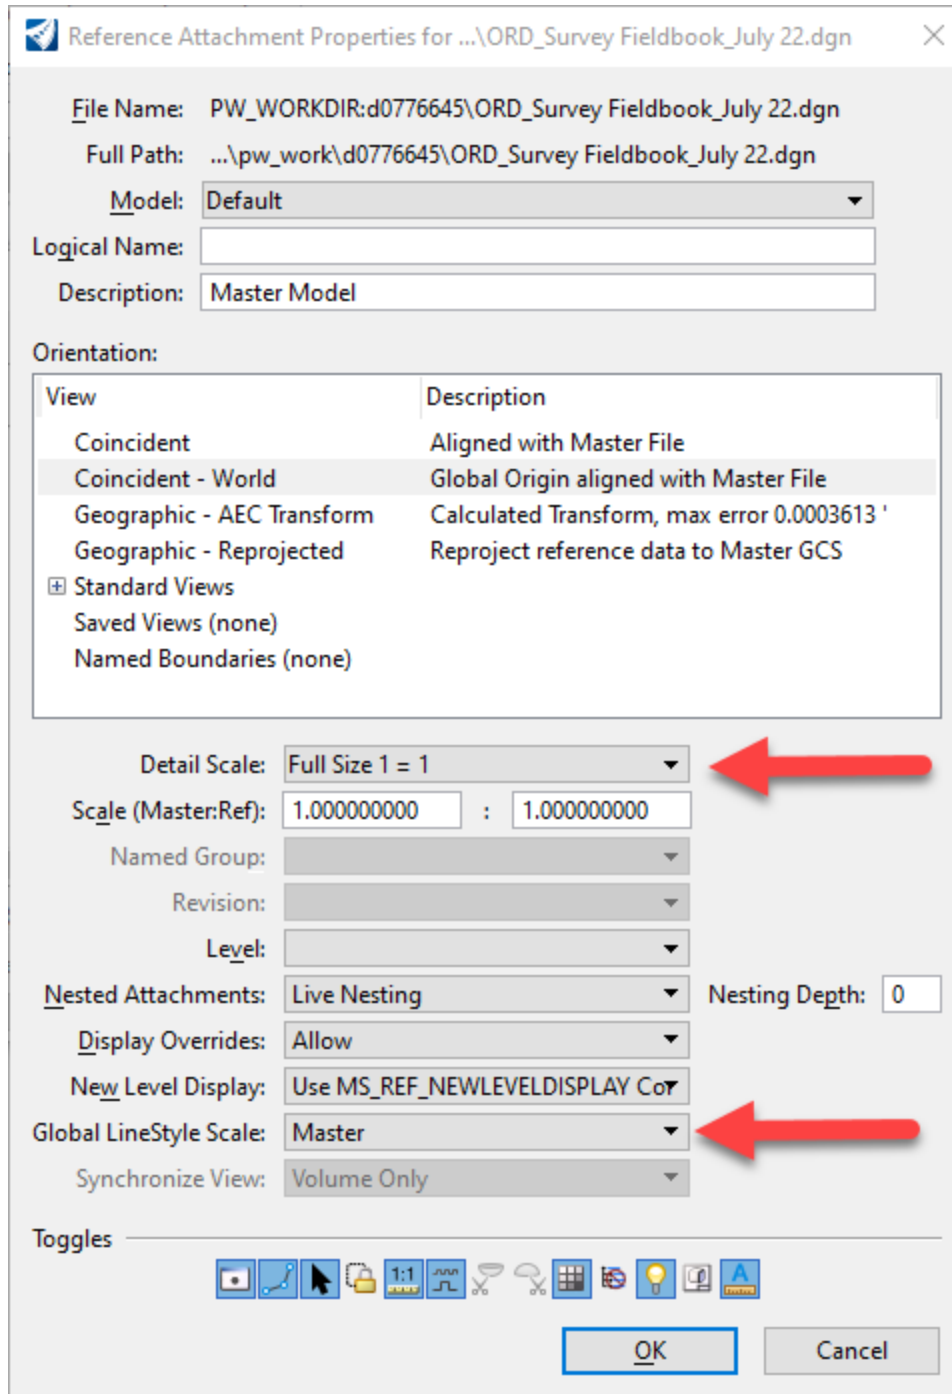 Reference Attachment Properties for ...\ORD_Survey Fieldbook_July 22.dgn
File Name: PW_WORKDIR:d0776645\ORD_Survey Fieldbook_July 22.dgn
Full Path: ...\pw_work\d0776645\ORD_Survey Fieldbook_July 22.dgn
Model: Default
Logical Name:
Description: Master Model
Orientation:
View Description
Coincident Aligned with Master File
Coincident - World Global Origin aligned with Master File
Geographic - AEC Transform Calculated Transform, max error 0.0003613 '
Geographic - Reprojected Reproject reference data to Master GCS
Standard Views
Saved Views (none)
Named Boundaries (none)
Detail Scale: Full Size 1 = 1
Scale (Master:Ref): 1.000000000 : 1.000000000
Named Group:
Revision:
Level:
Nested Attachments: Live Nesting Nesting Depth: 0
Display Overrides: Allow
New Level Display: Use MS_REF_NEWLEVELDISPLAY Cor
Global LineStyle Scale: Master
Synchronize View: Volume Only
Toggles
1:1 A
OK Cancel